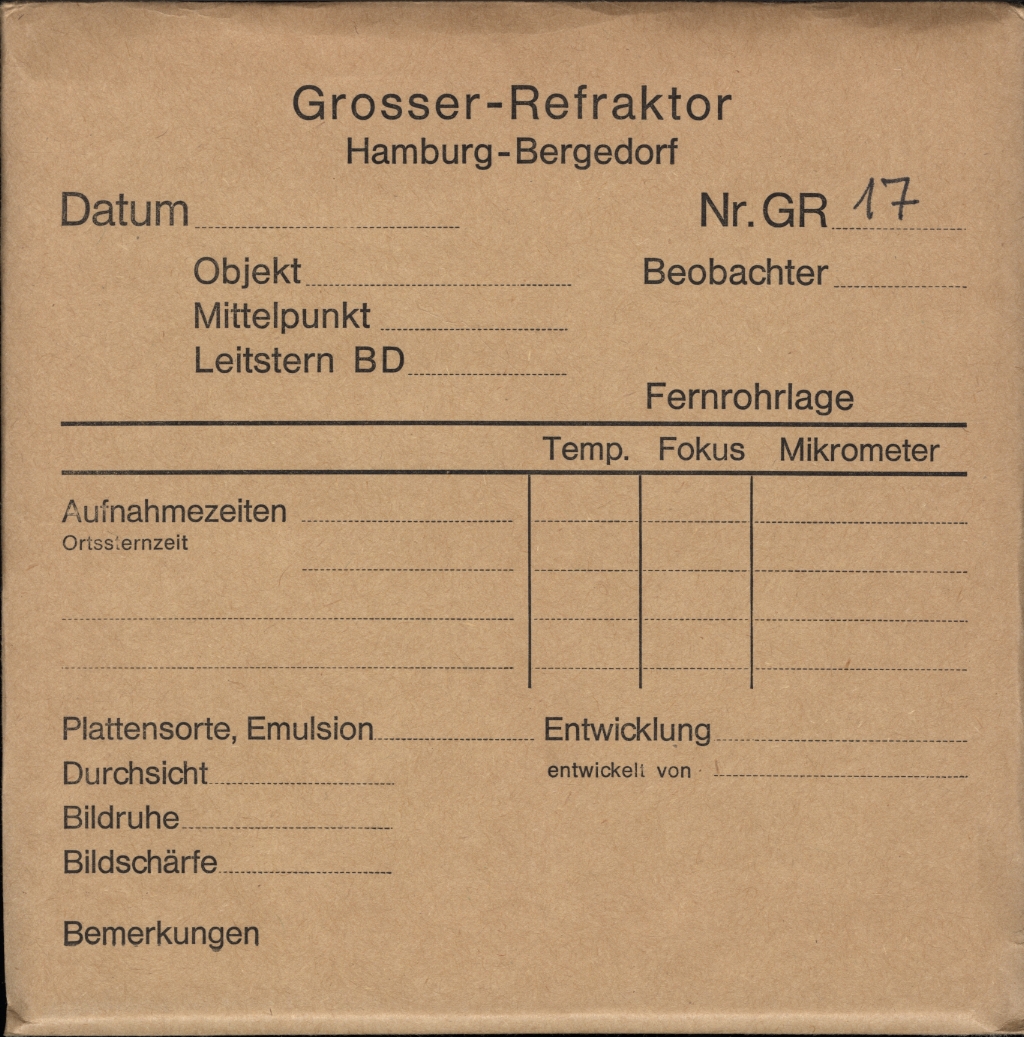 Grosser-Refraktor
Hamburg-Bergedorf
Datum Nr. GR 17
Objekt Beobachter
Mittelpunkt
Leitstern BD
Fernrohrlage
Temp. Fokus Mikrometer
Aufnahmezeiten
Ortssternzeit
Plattensorte, Emulsion Entwicklung
Durchsicht entwickelt von
Bildruhe
Bildschärfe
Bemerkungen